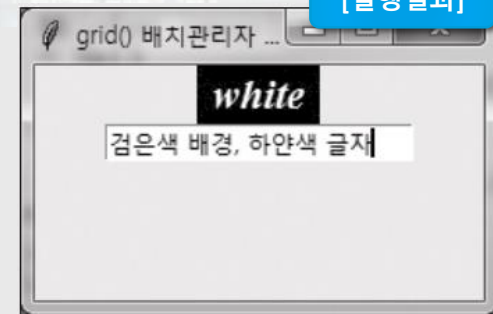 grid() 배치관리자 ...
white
검은색 배경, 하얀색 글자